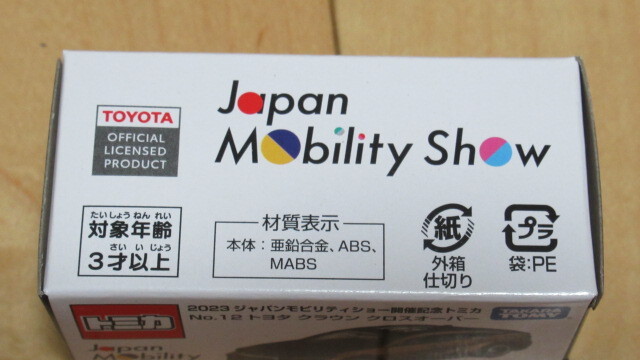 TOYOTA
OFFICIAL
LICENSED
PRODUCT
Japan
Mobility Show
たいしょうねんれい
対象年齢
さいいじょう
3才以上
材質表示
本体：亜鉛合金、ABS、
MABS
紙
外箱
仕切り
プラ
袋：PE
トミカ
2023 ジャパンモビリティショー開催記念トミカ
No.12 トヨタ クラウン クロスオーバー
TAKARA
Japan
Mobility